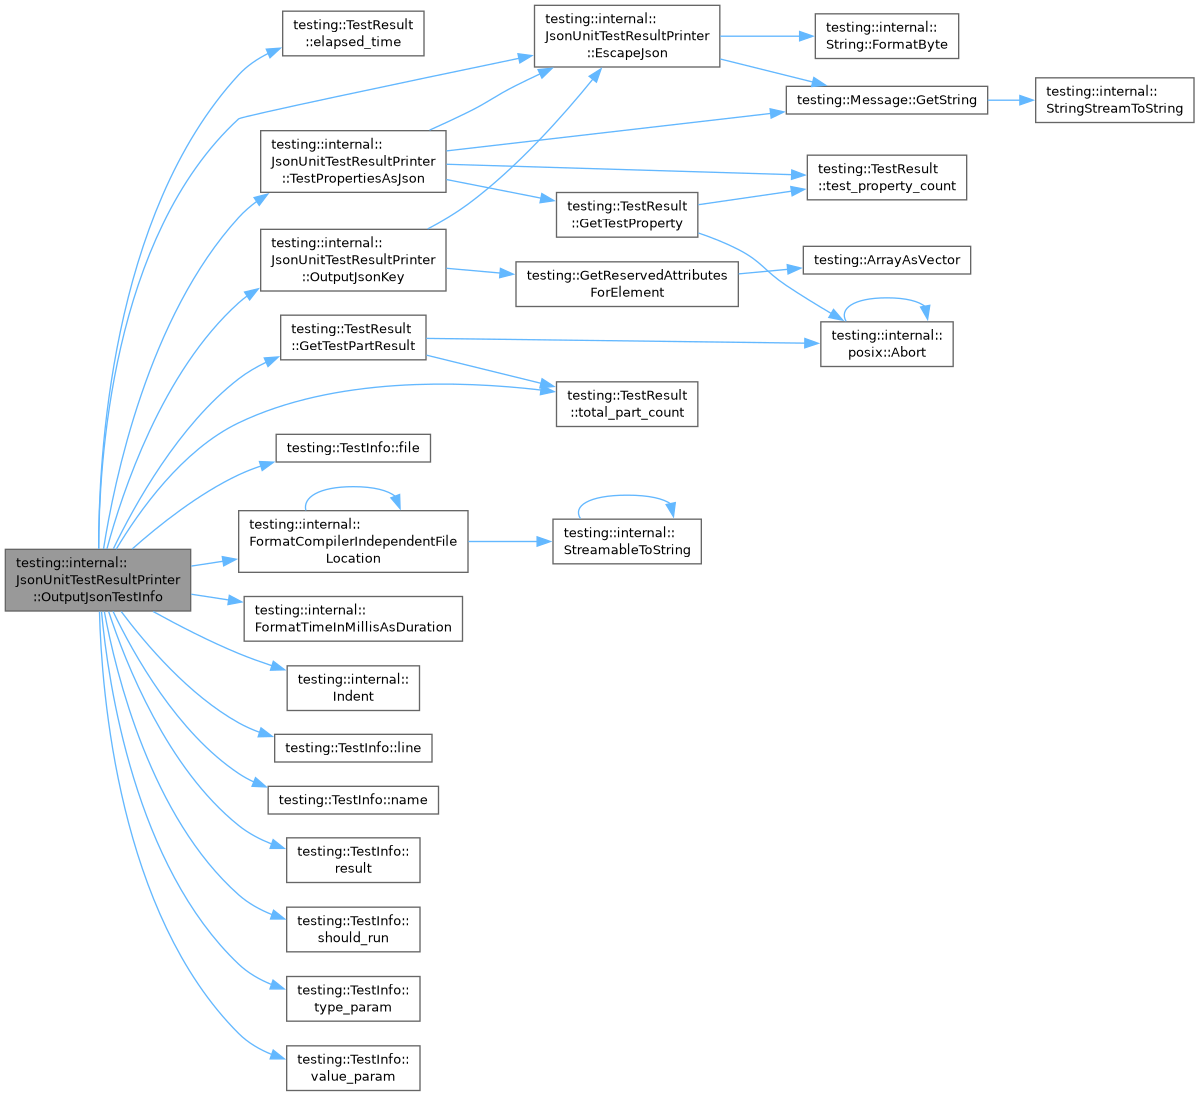 testing::TestResult
::elapsed_time
testing::internal::
JsonUnitTestResultPrinter
::EscapeJson
testing::internal::
String::FormatByte
testing::Message::GetString
testing::internal::
StringStreamToString
testing::internal::
JsonUnitTestResultPrinter
::TestPropertiesAsJson
testing::TestResult
::test_property_count
testing::TestResult
::GetTestProperty
testing::internal::
JsonUnitTestResultPrinter
::OutputJsonKey
testing::GetReservedAttributes
ForElement
testing::ArrayAsVector
testing::TestResult
::GetTestPartResult
testing::internal::
posix::Abort
testing::TestResult
::total_part_count
testing::TestInfo::file
testing::internal::
FormatCompilerIndependentFile
Location
testing::internal::
StreamableToString
testing::internal::
JsonUnitTestResultPrinter
::OutputJsonTestInfo
testing::internal::
FormatTimeInMillisAsDuration
testing::internal::
Indent
testing::TestInfo::line
testing::TestInfo::name
testing::TestInfo::
result
testing::TestInfo::
should_run
testing::TestInfo::
type_param
testing::TestInfo::
value_param